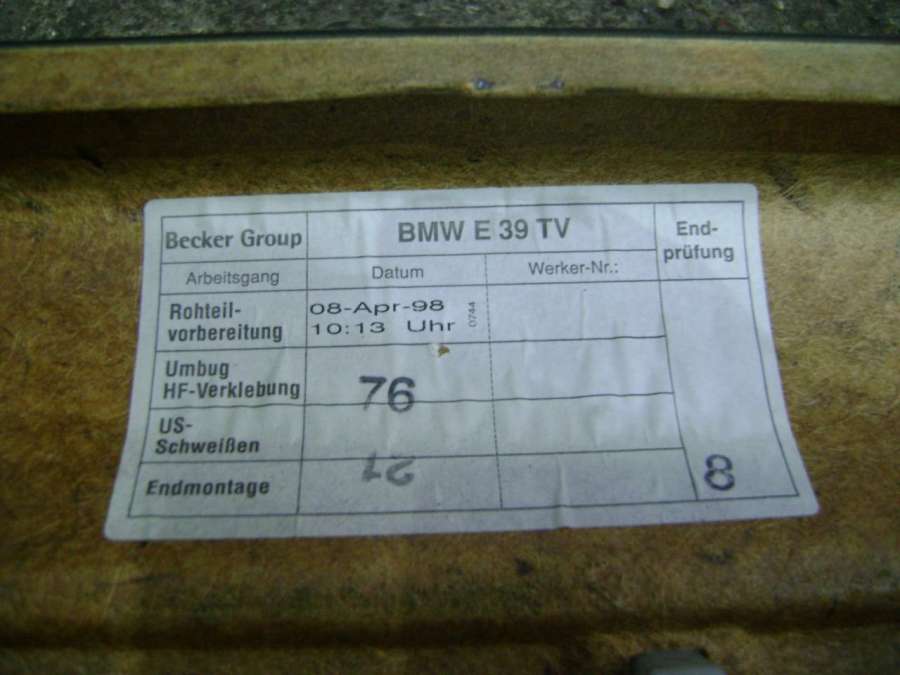 Becker Group BMW E 39 TV End-
prüfung
Arbeitsgang Datum Werker-Nr.:
Rohteil- 08-Apr-98 0744
vorbereitung 10:13 Uhr
Umbug
HF-Verklebung 76
US-
Schweißen
Endmontage 21 8